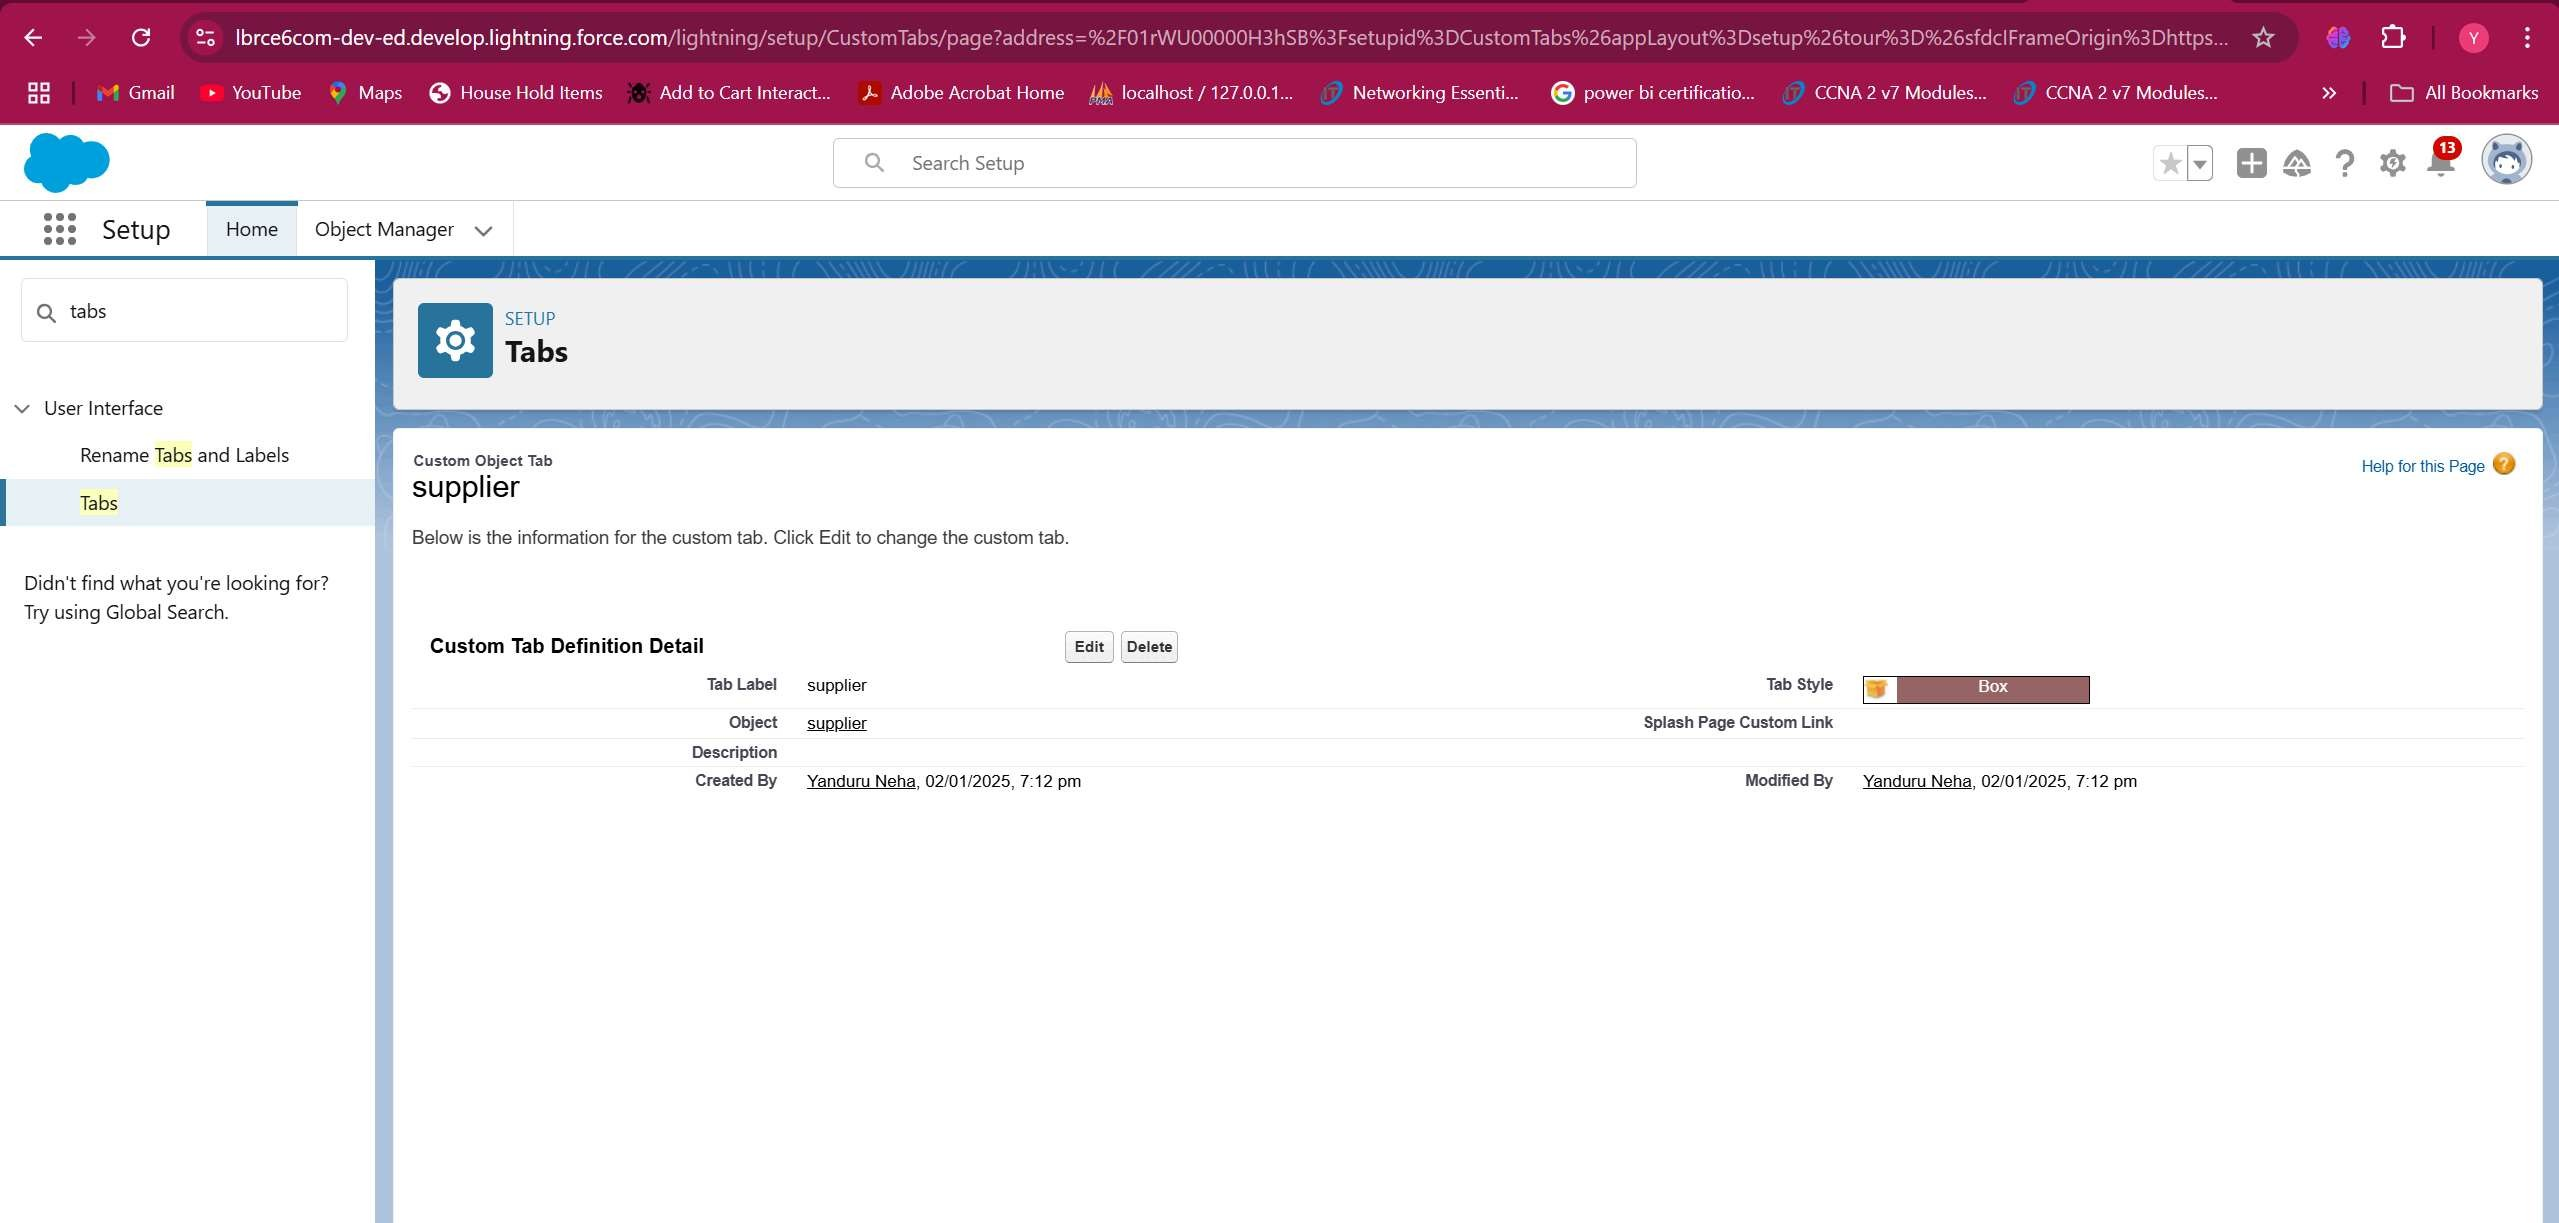 lbrce6com-dev-ed.develop.lightning.force.com/lightning/setup/CustomTabs/page?address=%2F01rWU00000H3hSB%3Fsetupid%3DCustomTabs%26appLayout%3Dsetup%26tour%3D%26sfdcIFrameOrigin%3Dhttps...
Y
Gmail
YouTube
Maps
House Hold Items
Add to Cart Interact...
Adobe Acrobat Home
localhost / 127.0.0.1...
Networking Essenti...
power bi certificatio...
CCNA 2 v7 Modules...
CCNA 2 v7 Modules...
All Bookmarks
Search Setup
13
Setup
Home
Object Manager
tabs
User Interface
Rename Tabs and Labels
Tabs
Didn't find what you're looking for?
Try using Global Search.
SETUP
Tabs
Custom Object Tab
supplier
Help for this Page
Below is the information for the custom tab. Click Edit to change the custom tab.
Custom Tab Definition Detail
Edit
Delete
Tab Label supplier
Tab Style Box
Object supplier
Splash Page Custom Link
Description
Created By Yanduru Neha, 02/01/2025, 7:12 pm
Modified By Yanduru Neha, 02/01/2025, 7:12 pm